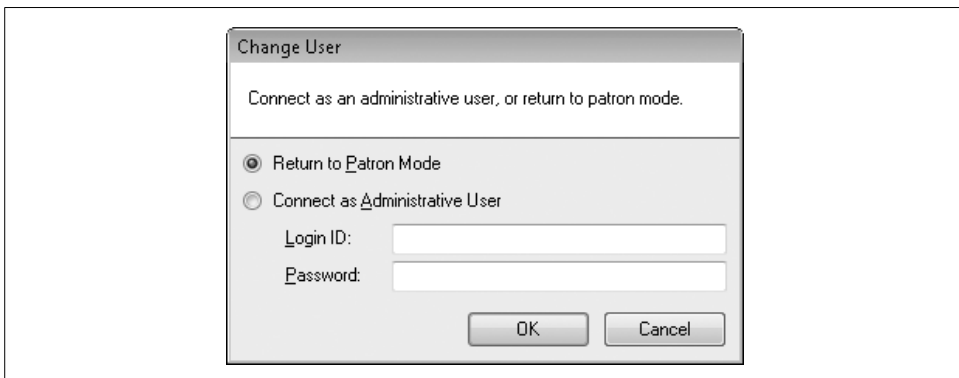 Change User
Connect as an administrative user, or return to patron mode.
Return to Patron Mode
Connect as Administrative User
Login ID:
Password:
OK Cancel